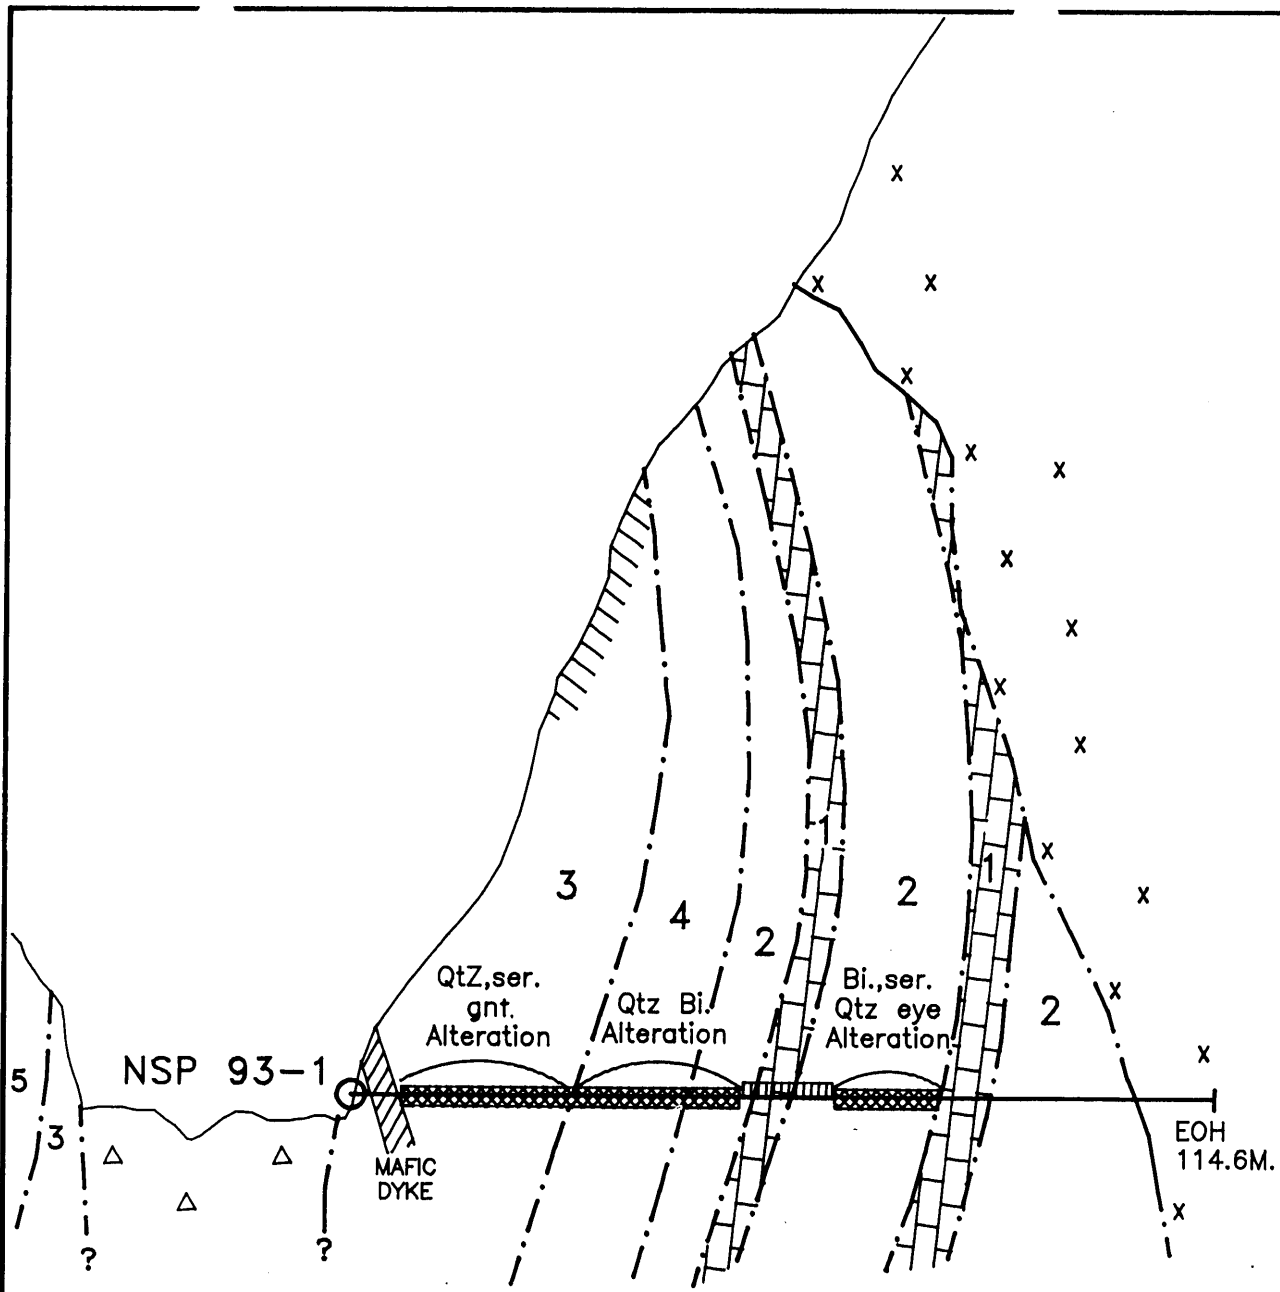 3
4
2
1
2
1
2
QtZ,ser.
gnt.
Alteration
Qtz Bi.
Alteration
Bi.,ser.
Qtz eye
Alteration
5
3
NSP 93-1
MAFIC
DYKE
EOH
114.6M.
?
?